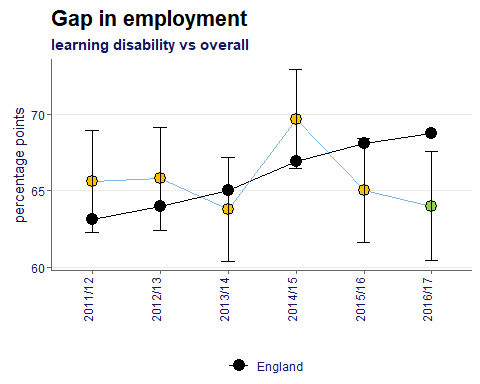 Gap in employment
learning disability vs overall
percentage points
70
65
60
2011/12
2012/13
2013/14
2014/15
2015/16
2016/17
England